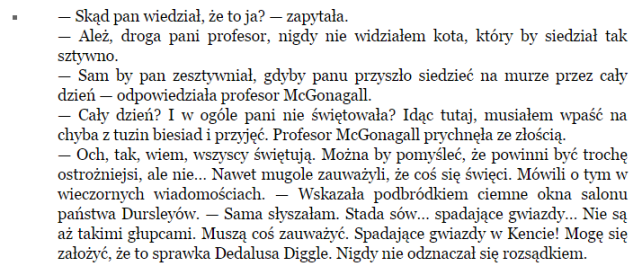 — Skąd pan wiedział, że to ja? — zapytała.
— Ależ, droga pani profesor, nigdy nie widziałem kota, który by siedział tak
sztywno.
— Sam by pan zesztywniał, gdyby panu przyszło siedzieć na murze przez cały
dzień — odpowiedziała profesor McGonagall.
— Cały dzień? I w ogóle pani nie świętowała? Idąc tutaj, musiałem wpaść na
chyba z tuzin biesiad i przyjęć. Profesor McGonagall prychnęła ze złością.
— Och, tak, wiem, wszyscy świętują. Można by pomyśleć, że powinni być trochę
ostrożniejsi, ale nie... Nawet mugole zauważyli, że coś się święci. Mówili o tym w
wieczornych wiadomościach. — Wskazała podbródkiem ciemne okna salonu
państwa Dursleyów. — Sama słyszałam. Stada sów... spadające gwiazdy... Nie są
aż takimi głupcami. Muszą coś zauważyć. Spadające gwiazdy w Kencie! Mogę się
założyć, że to sprawka Dedalusa Diggle. Nigdy nie odznaczał się rozsądkiem.